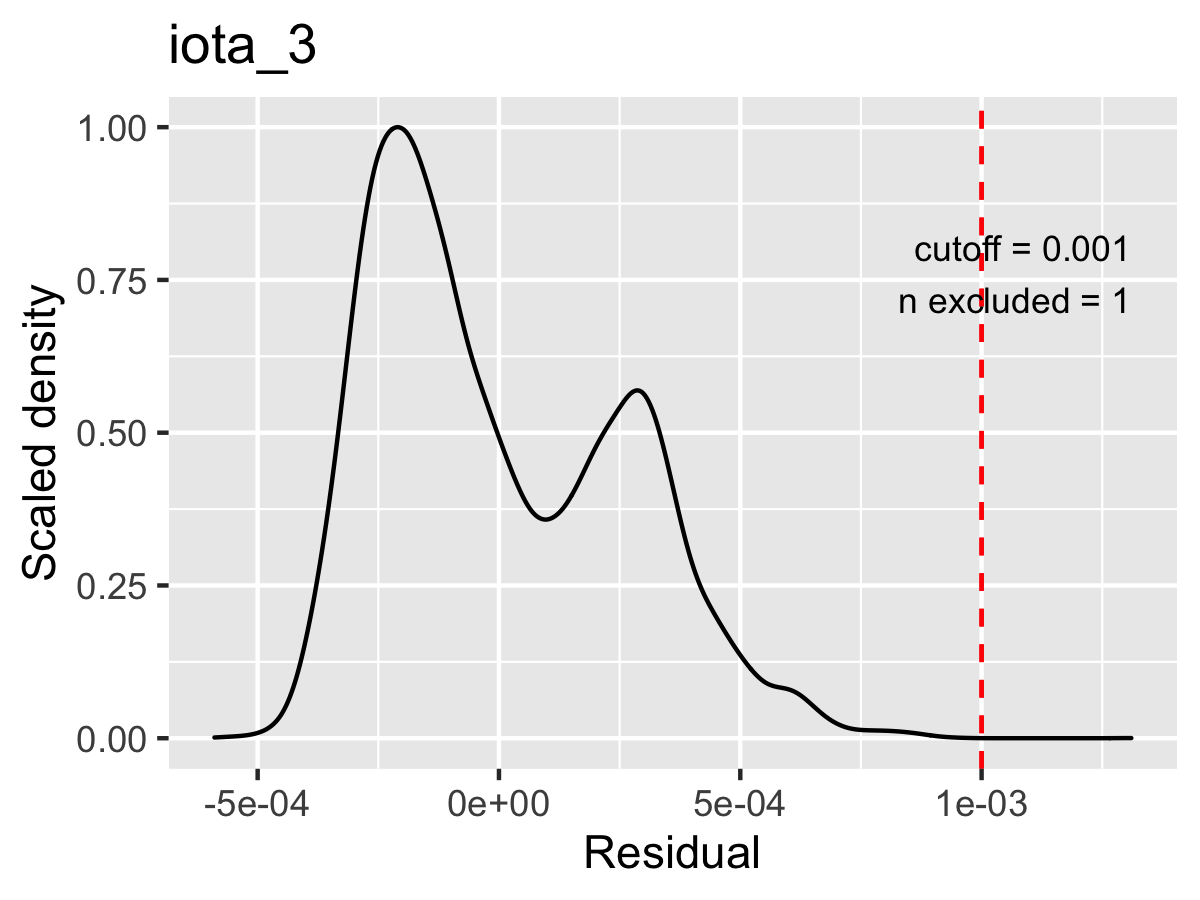 iota_3
1.00
0.75
0.50
0.25
0.00
Scaled density
cutoff = 0.001
n excluded = 1
-5e-04 0e+00 5e-04 1e-03
Residual